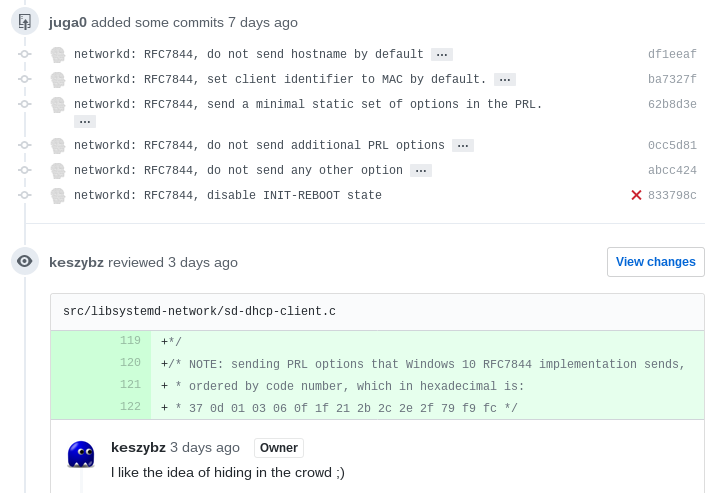 juga0 added some commits 7 days ago
networkd: RFC7844, do not send hostname by default … df1eeaf
networkd: RFC7844, set client identifier to MAC by default. … ba7327f
networkd: RFC7844, send a minimal static set of options in the PRL. 62b8d3e
…
networkd: RFC7844, do not send additional PRL options … 0cc5d81
networkd: RFC7844, do not send any other option … abcc424
networkd: RFC7844, disable INIT-REBOOT state 833798c
keszybz reviewed 3 days ago View changes
src/libsystemd-network/sd-dhcp-client.c
119 +*/
120 +/* NOTE: sending PRL options that Windows 10 RFC7844 implementation sends,
121 + * ordered by code number, which in hexadecimal is:
122 + * 37 0d 01 03 06 0f 1f 21 2b 2c 2e 2f 79 f9 fc */
keszybz 3 days ago Owner
I like the idea of hiding in the crowd ;)